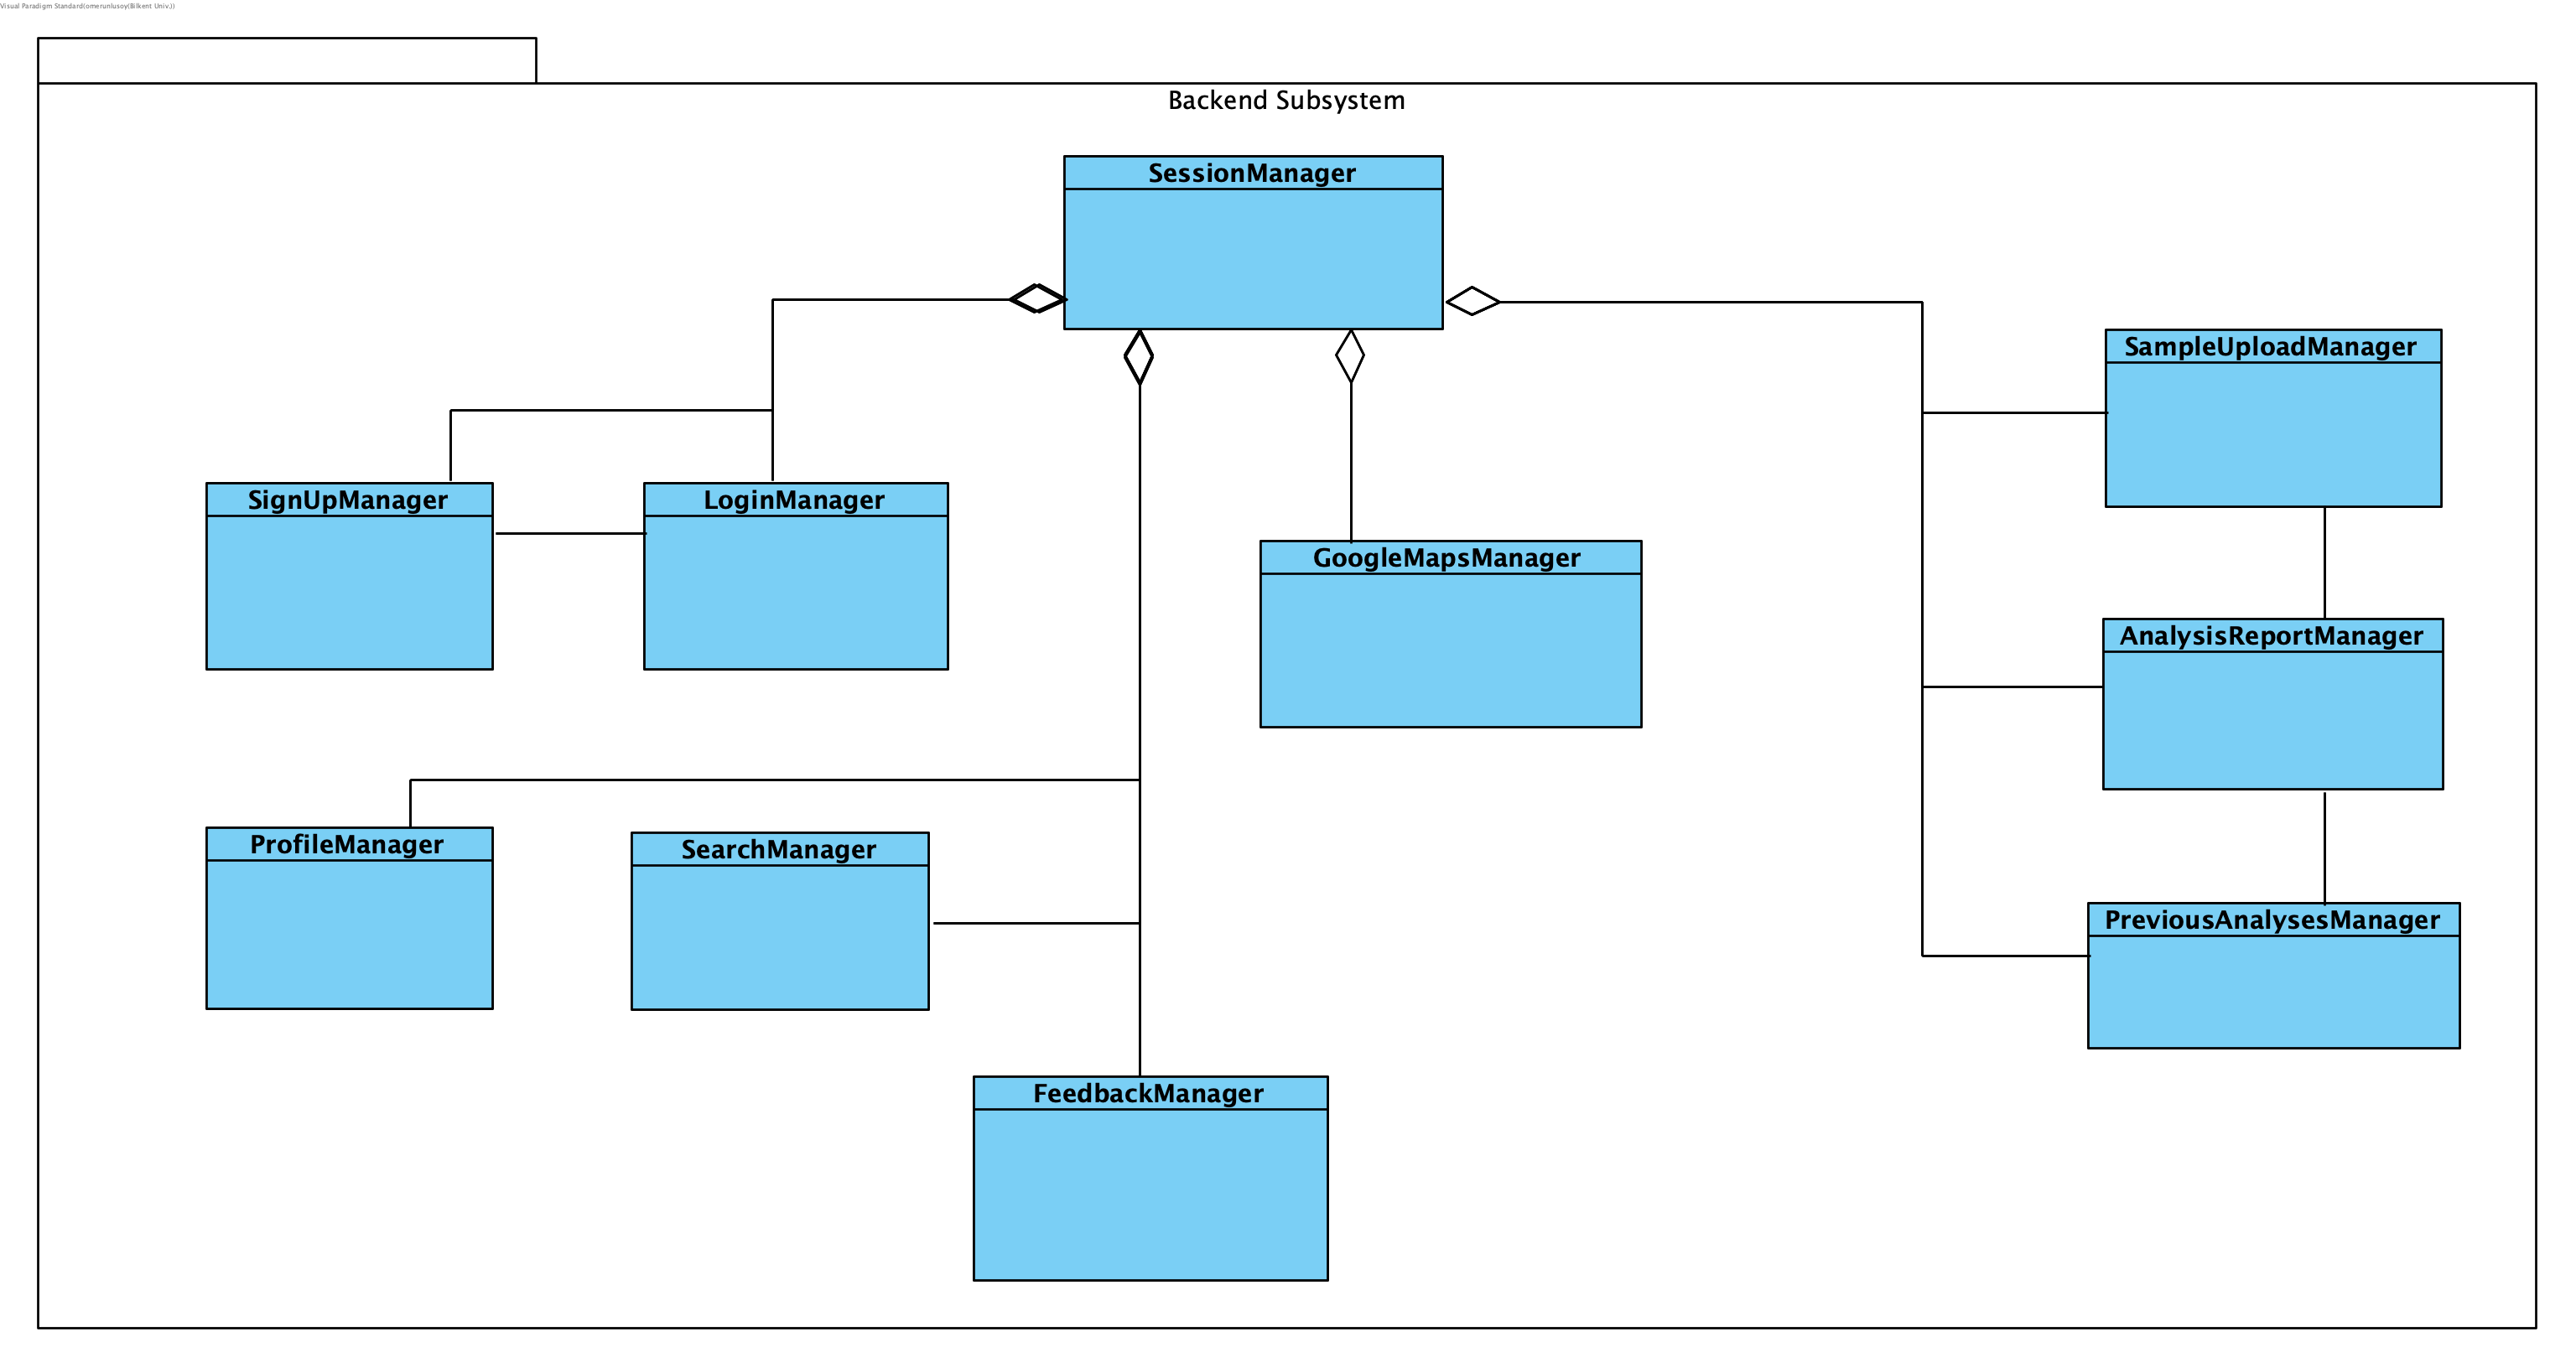 Visual Paradigm Standard(omerunlusoy(Bilkent Univ.))
Backend Subsystem
SessionManager
SampleUploadManager
SignUpManager
LoginManager
GoogleMapsManager
AnalysisReportManager
ProfileManager
SearchManager
PreviousAnalysesManager
FeedbackManager